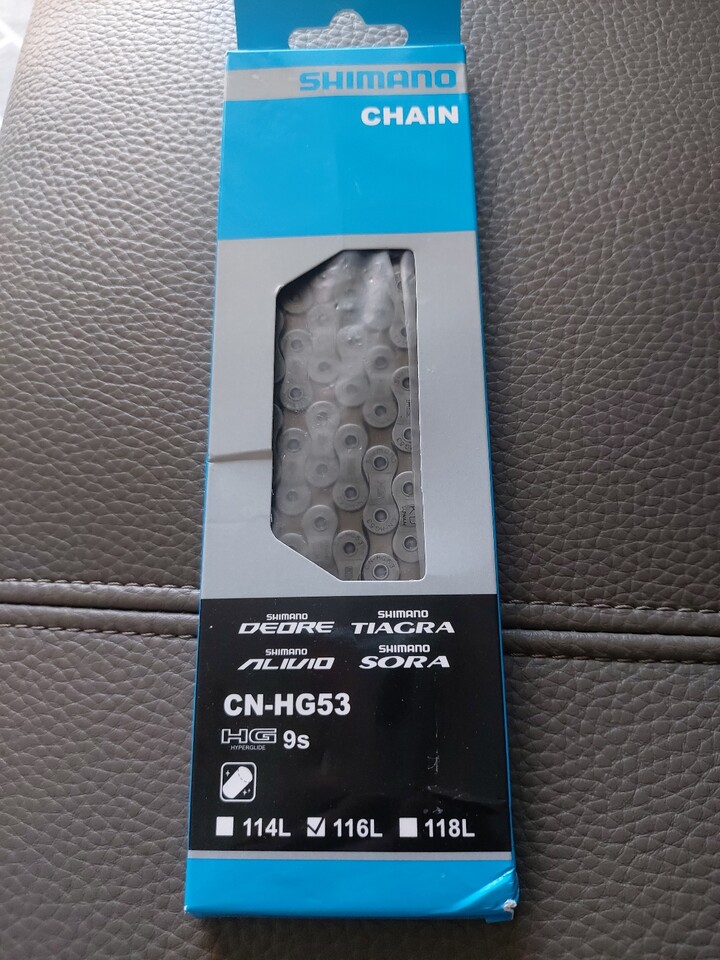 SHIMANO
CHAIN
SHIMANO DEORE SHIMANO TIAGRA
SHIMANO ALIVIO SHIMANO SORA
CN-HG53
HG HYPERGLIDE 9s
114L 116L 118L